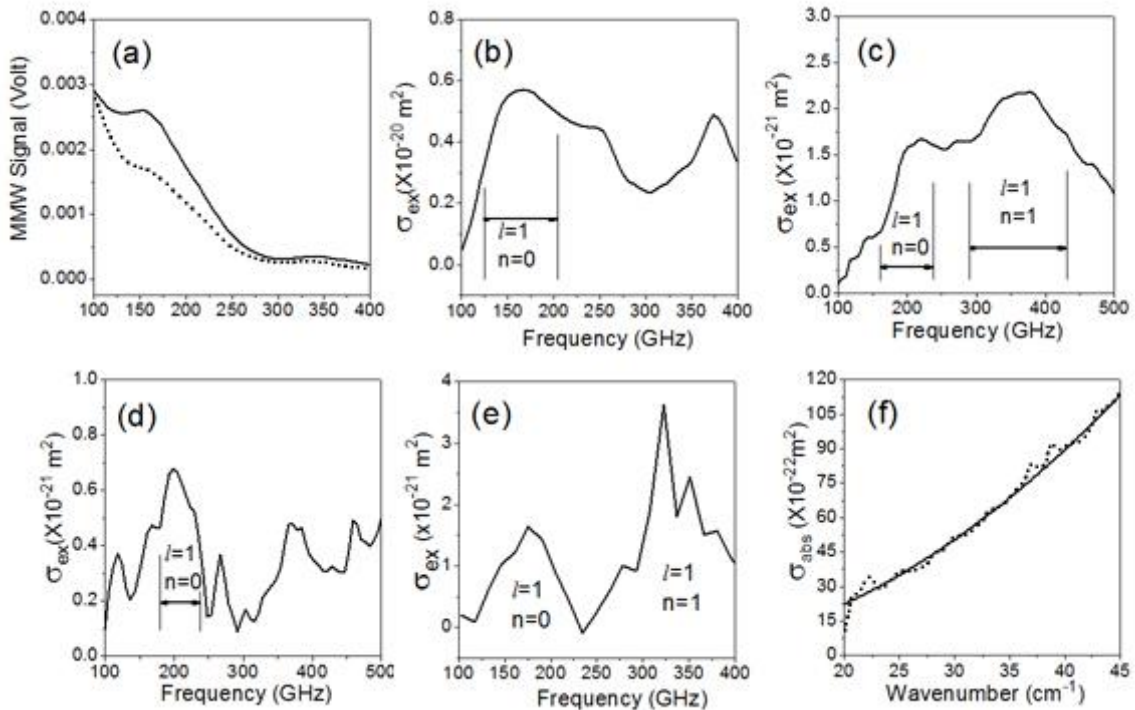 (a)
MMW Signal (Volt)
0.004
0.003
0.002
0.001
0.000
100 150 200 250 300 350 400
(b)
σex(X10-20 m2)
0.8
0.6
0.4
0.2
0.0
l=1
n=0
100 150 200 250 300 350 400
Frequency (GHz)
(c)
σex (X10-21 m2)
3.0
2.5
2.0
1.5
1.0
0.5
0.0
l=1
n=0
l=1
n=1
100 200 300 400 500
Frequency (GHz)
(d)
σex(X10-21 m2)
1.0
0.8
0.6
0.4
0.2
0.0
l=1
n=0
100 200 300 400 500
Frequency (GHz)
(e)
σex (x10-21 m2)
4
3
2
1
0
l=1
n=0
l=1
n=1
100 150 200 250 300 350 400
Frequency (GHz)
(f)
σabs (X10-22m2)
120
105
90
75
60
45
30
15
0
20 25 30 35 40 45
Wavenumber (cm-1)